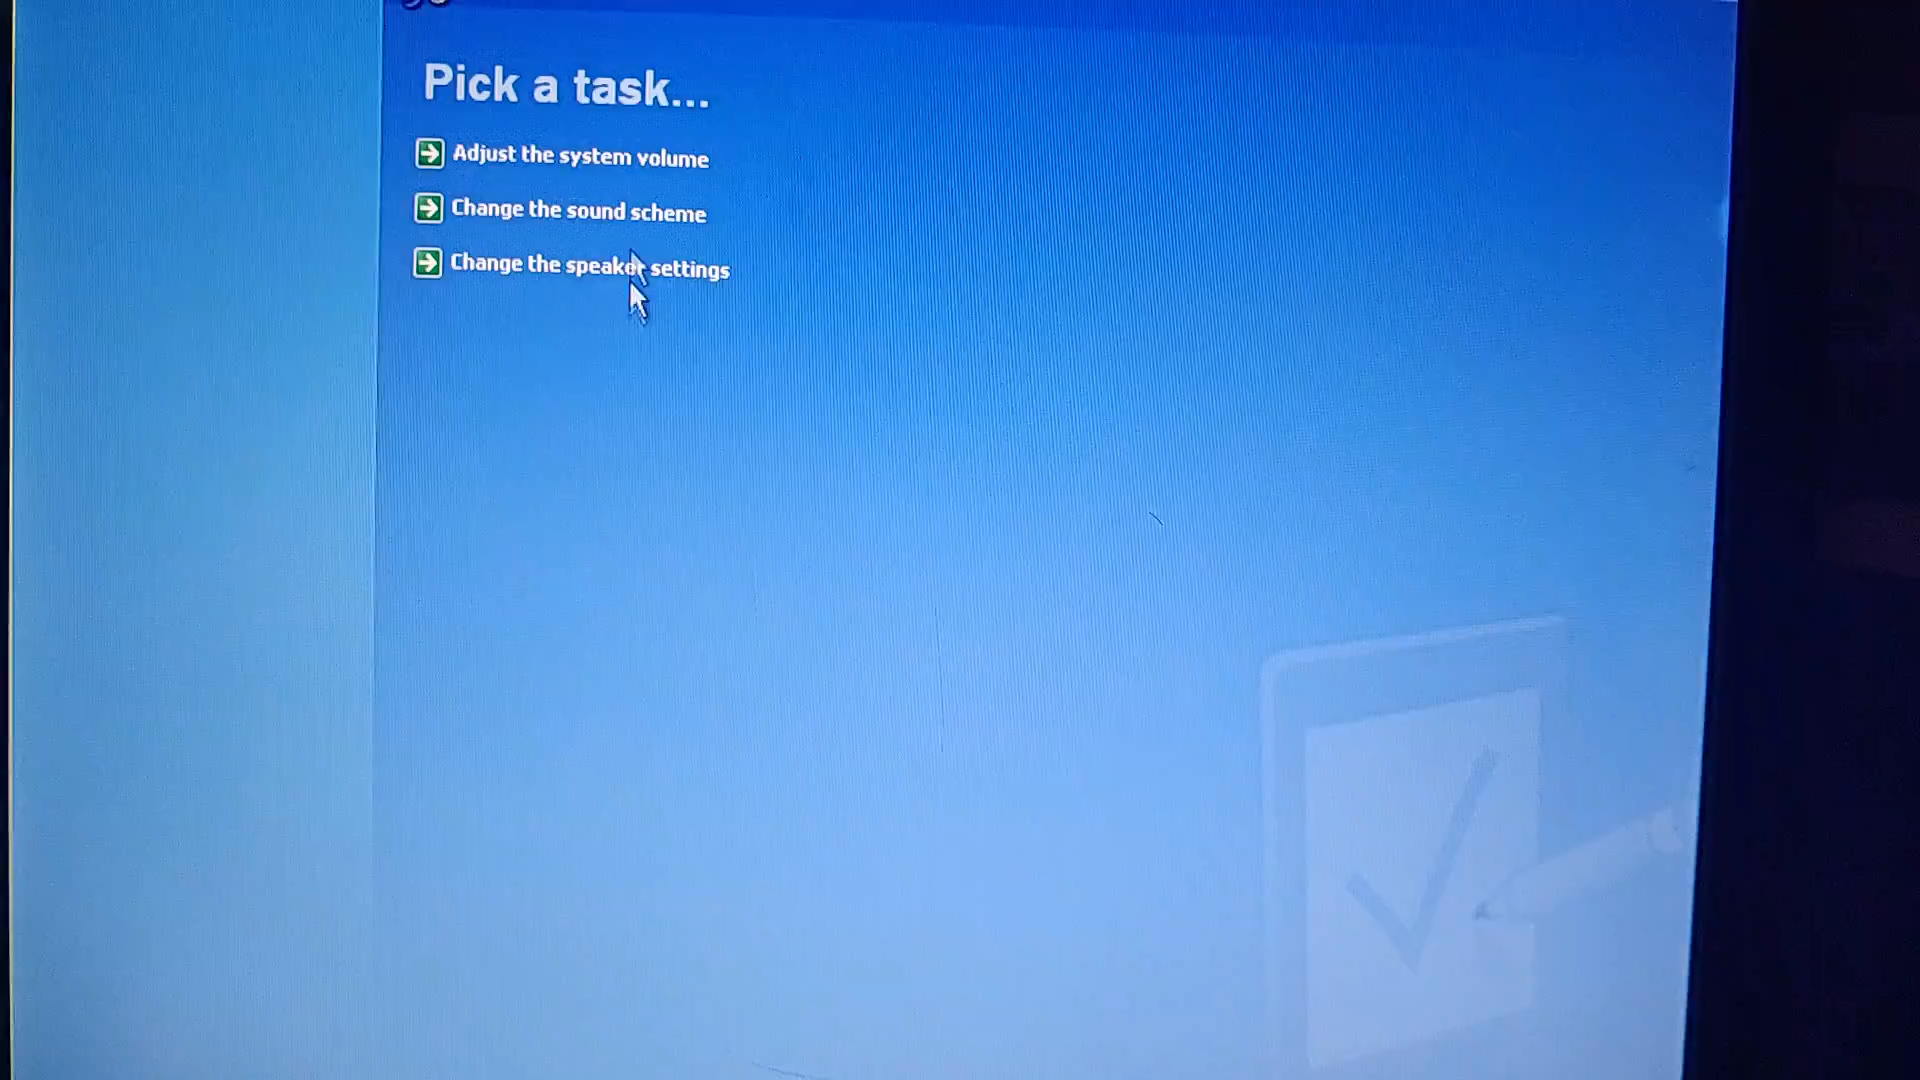 Pick a task...
Adjust the system volume
Change the sound scheme
Change the speaker settings